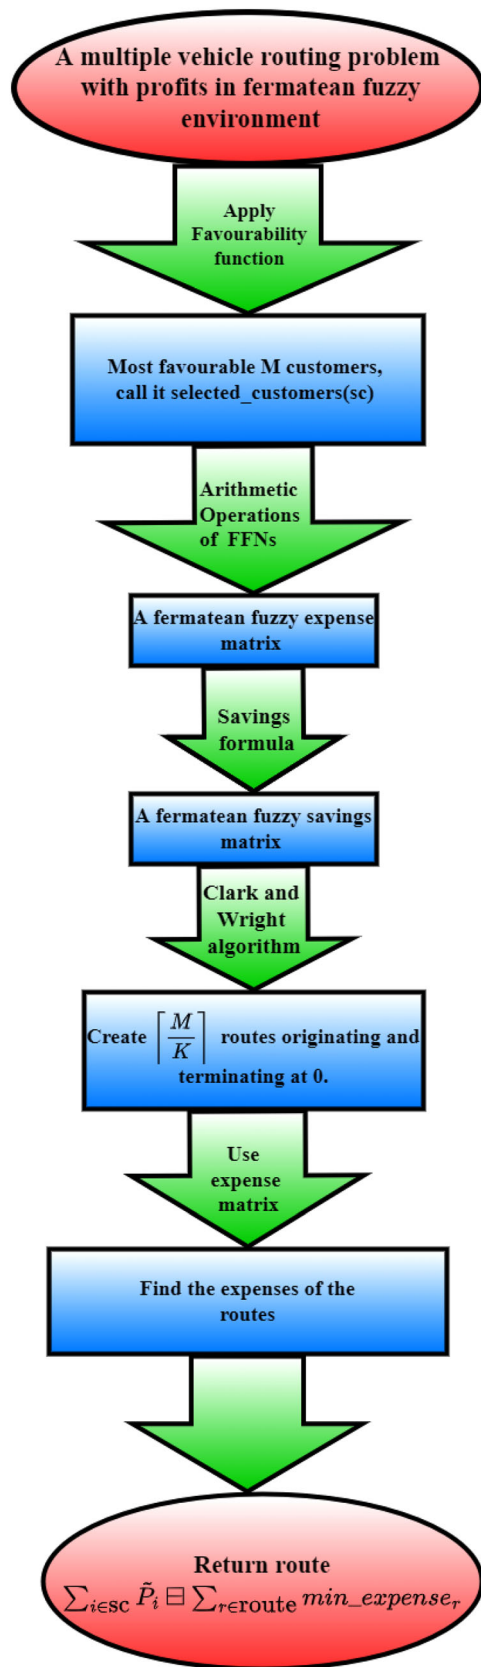 A multiple vehicle routing problem
with profits in fermatean fuzzy
environment
Apply
Favourability
function
Most favourable M customers,
call it selected_customers(sc)
Arithmetic
Operations
of FFNs
A fermatean fuzzy expense
matrix
Savings
formula
A fermatean fuzzy savings
matrix
Clark and
Wright
algorithm
Create ⌈M/K⌉ routes originating and
terminating at 0.
Use
expense
matrix
Find the expenses of the
routes
Return route
∑_{i∈sc} P̃_i ⊟ ∑_{r∈route} min_expense_r